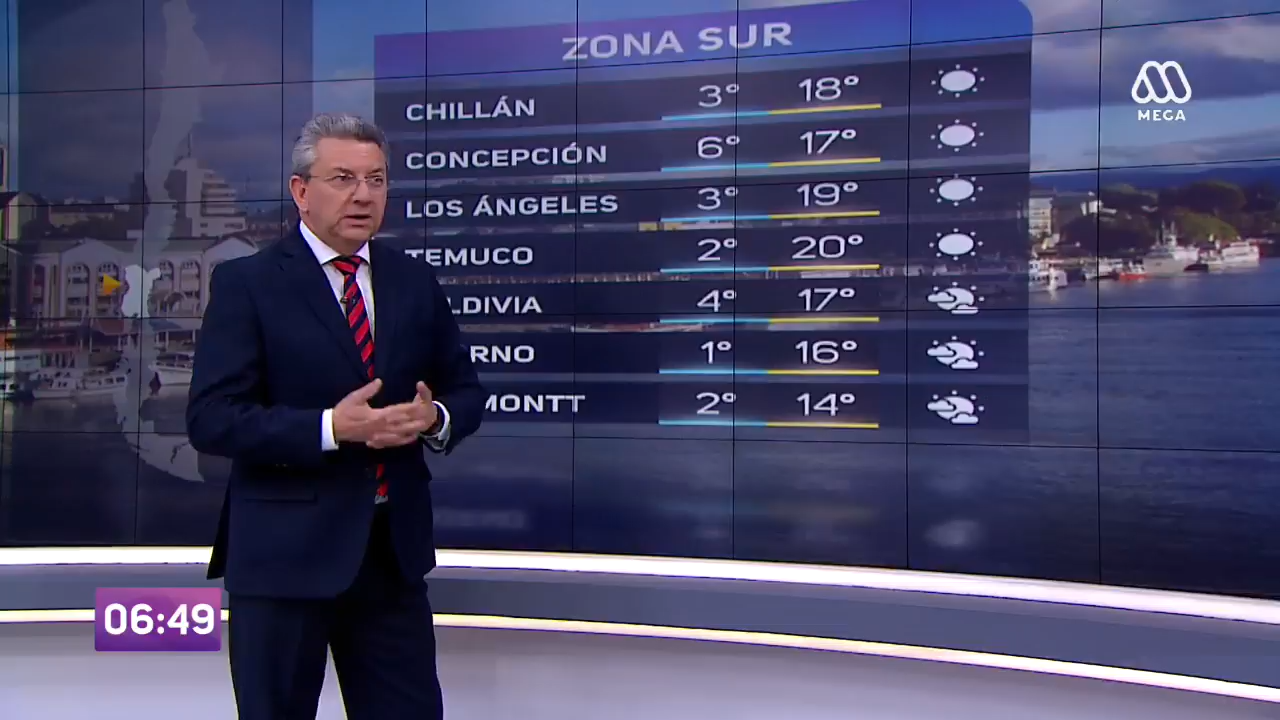 ZONA SUR
CHILLÁN 3° 18°
CONCEPCIÓN 6° 17°
LOS ÁNGELES 3° 19°
TEMUCO 2° 20°
LDIVIA 4° 17°
RNO 1° 16°
MONTT 2° 14°
MEGA
06:49